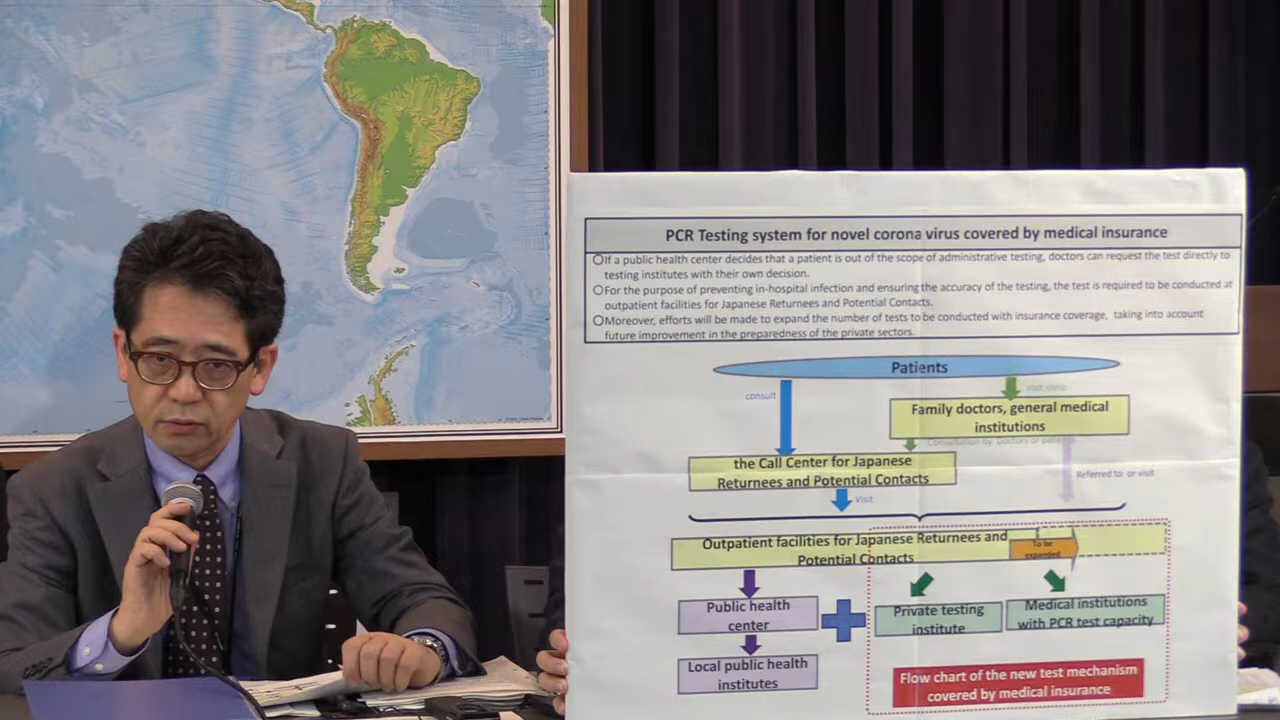 PCR Testing system for novel corona virus covered by medical insurance
○If a public health center decides that a patient is out of the scope of administrative testing, doctors can request the test directly to
testing institutes with their own decision.
○For the purpose of preventing in-hospital infection and ensuring the accuracy of the testing, the test is required to be conducted at
outpatient facilities for Japanese Returnees and Potential Contacts.
○Moreover, efforts will be made to expand the number of tests to be conducted with insurance coverage, taking into account
future improvement in the preparedness of the private sectors.
Patients
consult
visit clinic
Family doctors, general medical
institutions
Consultation by Doctors or patients
the Call Center for Japanese
Returnees and Potential Contacts
Referred to or visit
Visit
Outpatient facilities for Japanese Returnees and
Potential Contacts
To be
expanded
Public health
center
Private testing
institute
Medical institutions
with PCR test capacity
Local public health
institutes
Flow chart of the new test mechanism
covered by medical insurance